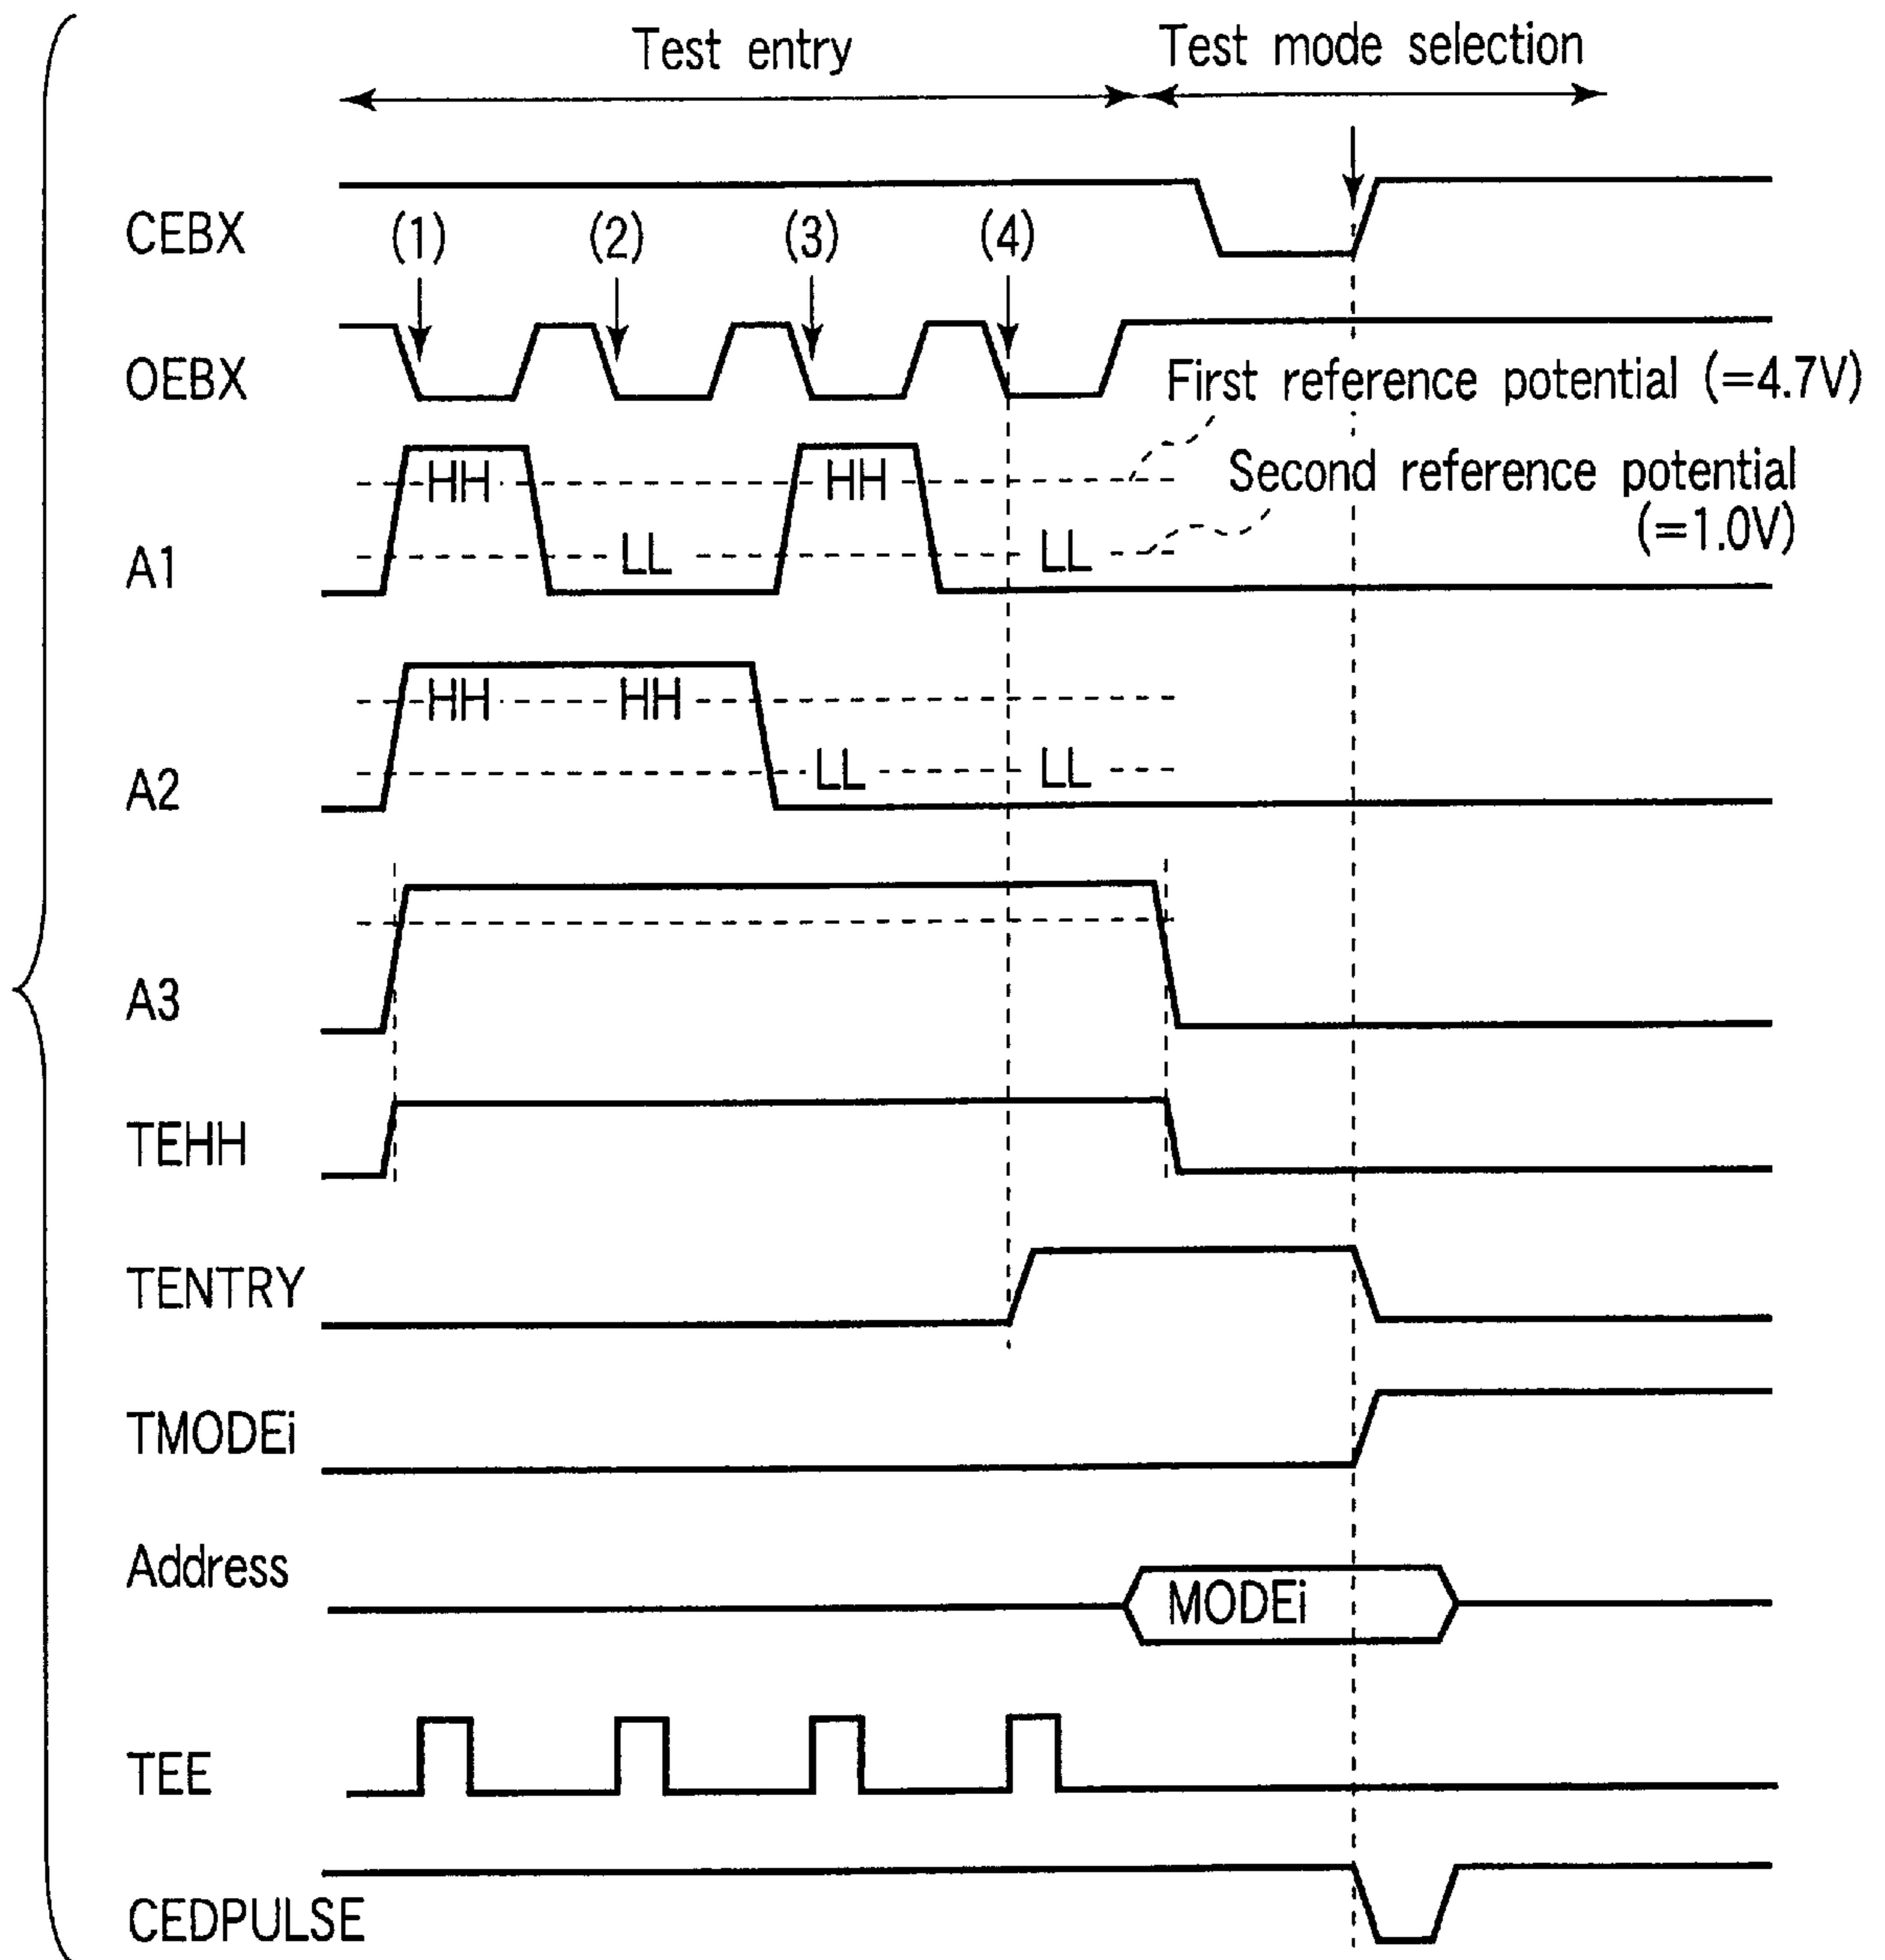 Test entry
Test mode selection
CEBX
(1)
(2)
(3)
(4)
OEBX
First reference potential (=4.7V)
HH
HH
Second reference potential
(=1.0V)
A1
LL
LL
HH
HH
A2
LL
LL
A3
TEHH
TENTRY
TMODEi
Address
MODEi
TEE
CEDPULSE